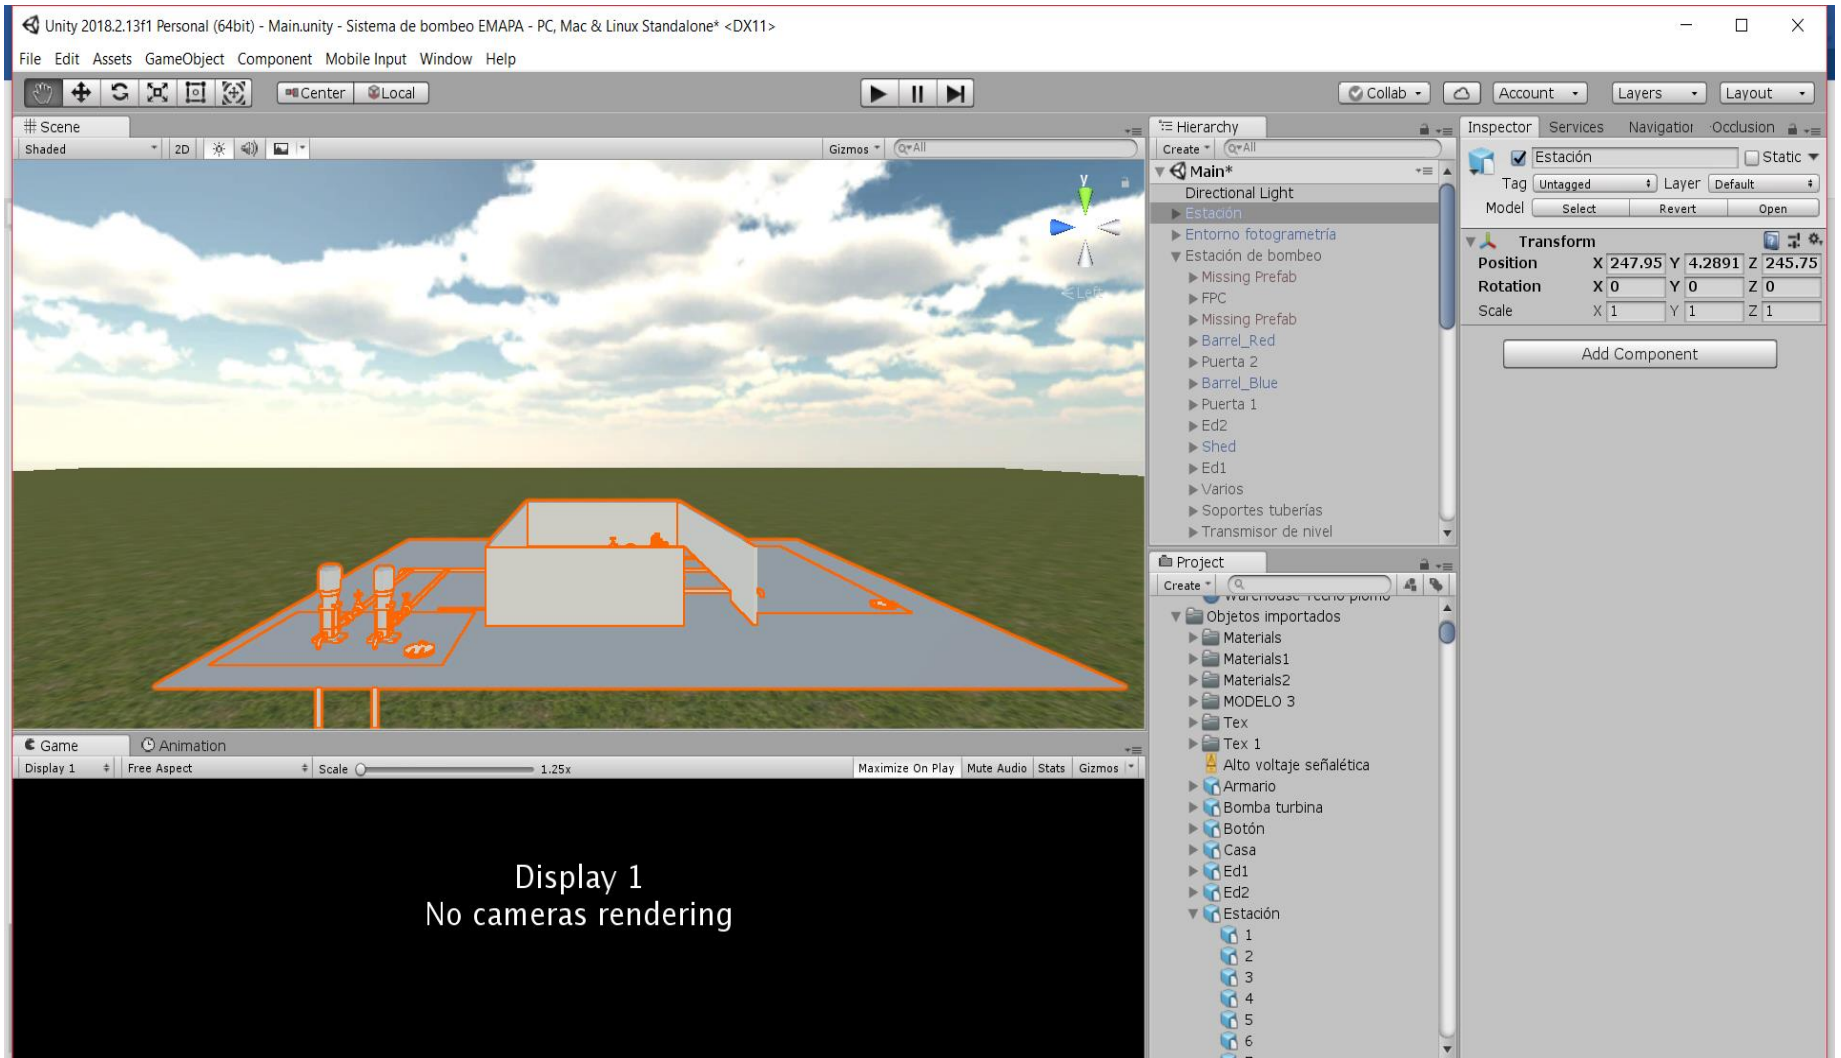 Unity 2018.2.13f1 Personal (64bit) - Main.unity - Sistema de bombeo EMAPA - PC, Mac & Linux Standalone* <DX11>
File Edit Assets GameObject Component Mobile Input Window Help
Center Local Collab Account Layers Layout
Scene
Shaded 2D Gizmos All
y
Left
Game Animation
Display 1 Free Aspect Scale 1.25x Maximize On Play Mute Audio Stats Gizmos
Display 1
No cameras rendering
Hierarchy
Create All
Main*
Directional Light
Estación
Entorno fotogrametría
Estación de bombeo
Missing Prefab
FPC
Missing Prefab
Barrel_Red
Puerta 2
Barrel_Blue
Puerta 1
Ed2
Shed
Ed1
Varios
Soportes tuberías
Transmisor de nivel
Project
Create
Warehouse Techo plomo
Objetos importados
Materials
Materials1
Materials2
MODELO 3
Tex
Tex 1
Alto voltaje señalética
Armario
Bomba turbina
Botón
Casa
Ed1
Ed2
Estación
1
2
3
4
5
6
Inspector Services Navigation Occlusion
Estación Static
Tag Untagged Layer Default
Model Select Revert Open
Transform
Position X 247.95 Y 4.2891 Z 245.75
Rotation X 0 Y 0 Z 0
Scale X 1 Y 1 Z 1
Add Component